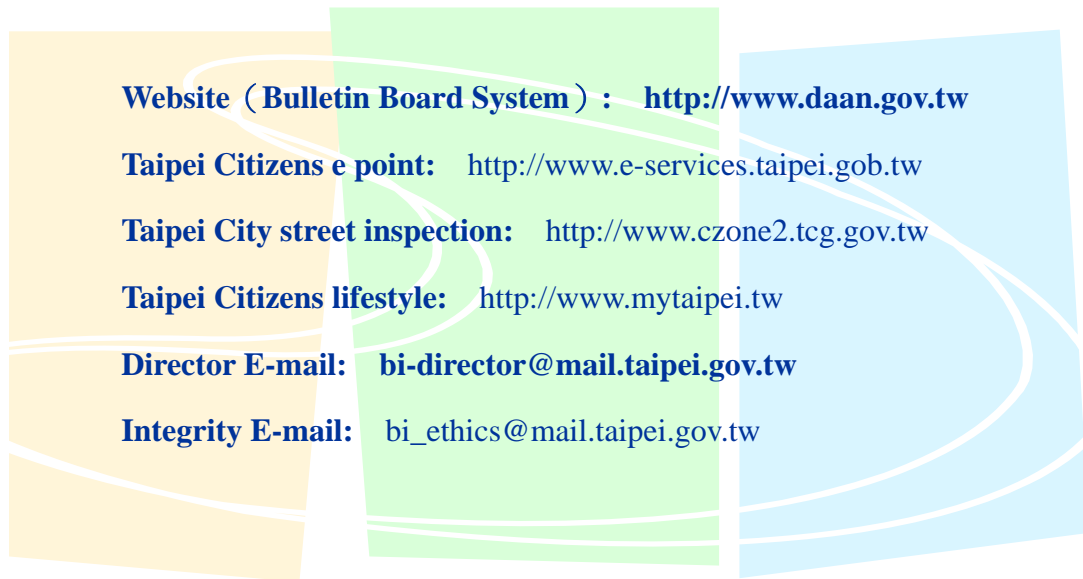 Website（Bulletin Board System）: http://www.daan.gov.tw
Taipei Citizens e point: http://www.e-services.taipei.gob.tw
Taipei City street inspection: http://www.czone2.tcg.gov.tw
Taipei Citizens lifestyle: http://www.mytaipei.tw
Director E-mail: bi-director@mail.taipei.gov.tw
Integrity E-mail: bi_ethics@mail.taipei.gov.tw